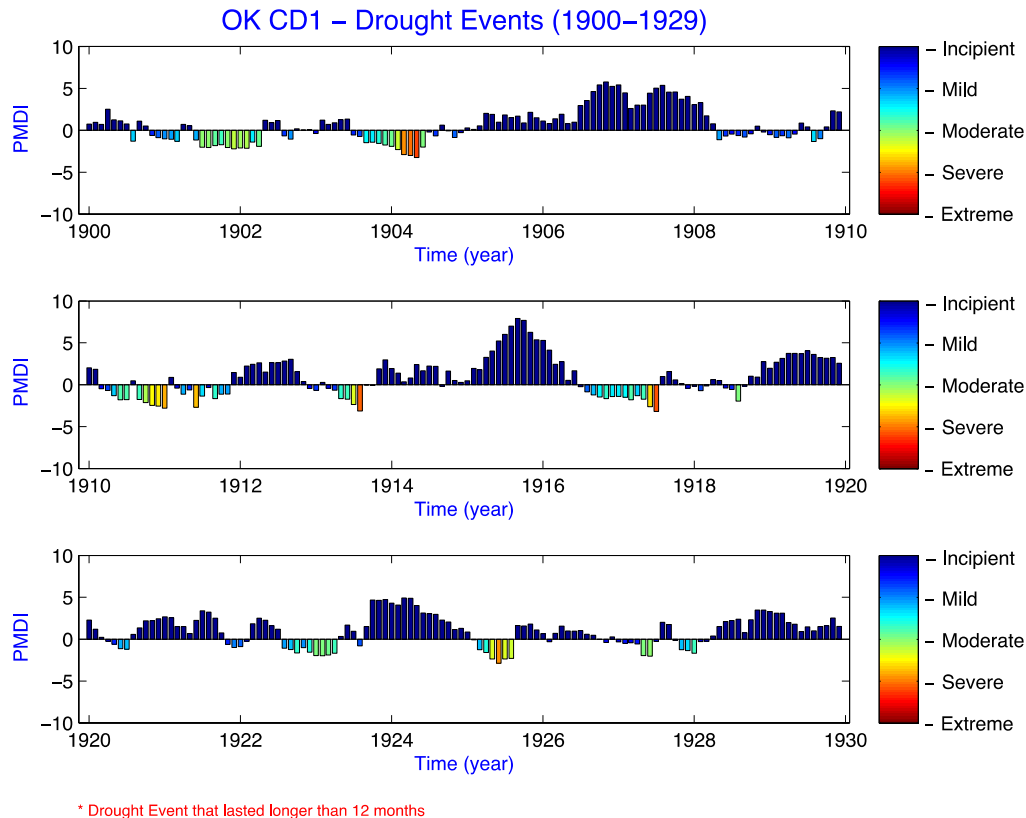 OK CD1 – Drought Events (1900–1929)
10
5
0
−5
−10
PMDI
1900 1902 1904 1906 1908 1910
Time (year)
– Incipient
– Mild
– Moderate
– Severe
– Extreme
10
5
0
−5
−10
PMDI
1910 1912 1914 1916 1918 1920
Time (year)
– Incipient
– Mild
– Moderate
– Severe
– Extreme
10
5
0
−5
−10
PMDI
1920 1922 1924 1926 1928 1930
Time (year)
– Incipient
– Mild
– Moderate
– Severe
– Extreme
* Drought Event that lasted longer than 12 months